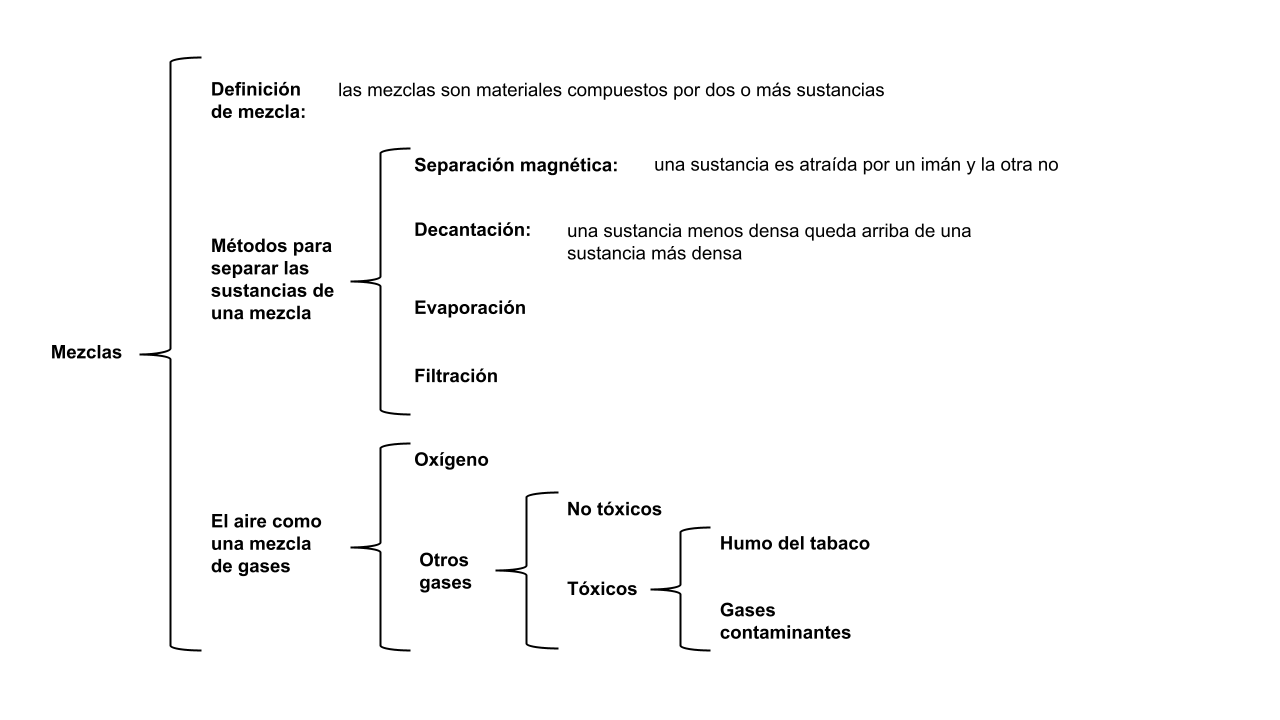 Definición
de mezcla:
las mezclas son materiales compuestos por dos o más sustancias
Separación magnética:
una sustancia es atraída por un imán y la otra no
Decantación:
una sustancia menos densa queda arriba de una
sustancia más densa
Métodos para
separar las
sustancias de
una mezcla
Evaporación
Filtración
Mezclas
Oxígeno
El aire como
una mezcla
de gases
No tóxicos
Otros
gases
Tóxicos
Humo del tabaco
Gases
contaminantes